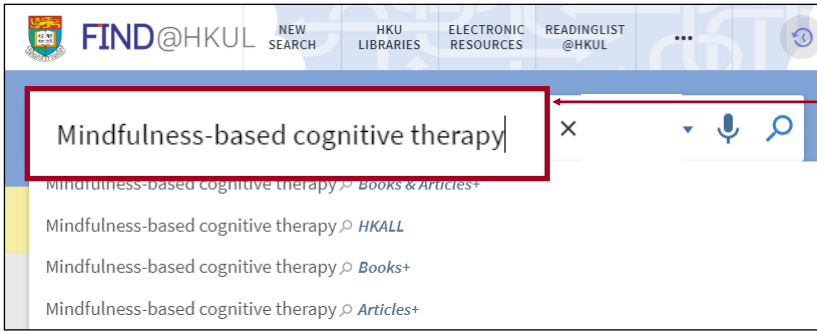 FIND@HKUL NEW SEARCH HKU LIBRARIES ELECTRONIC RESOURCES READINGLIST @HKUL
Mindfulness-based cognitive therapy
Mindfulness-based cognitive therapy Books & Articles+
Mindfulness-based cognitive therapy HKALL
Mindfulness-based cognitive therapy Books+
Mindfulness-based cognitive therapy Articles+